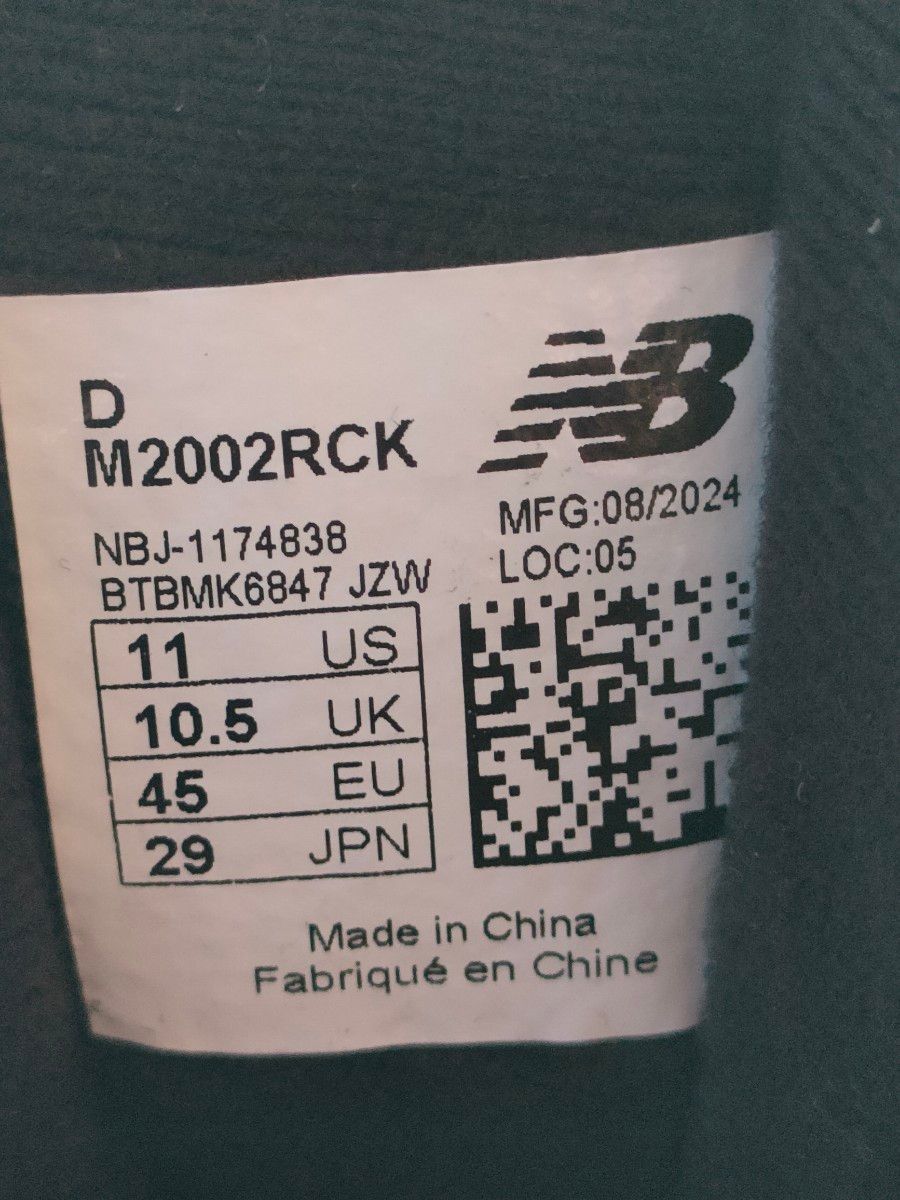 NB
D
M2002RCK
NBJ-1174838
BTBMK6847 JZW
MFG:08/2024
LOC:05
11 US
10.5 UK
45 EU
29 JPN
Made in China
Fabriqué en Chine